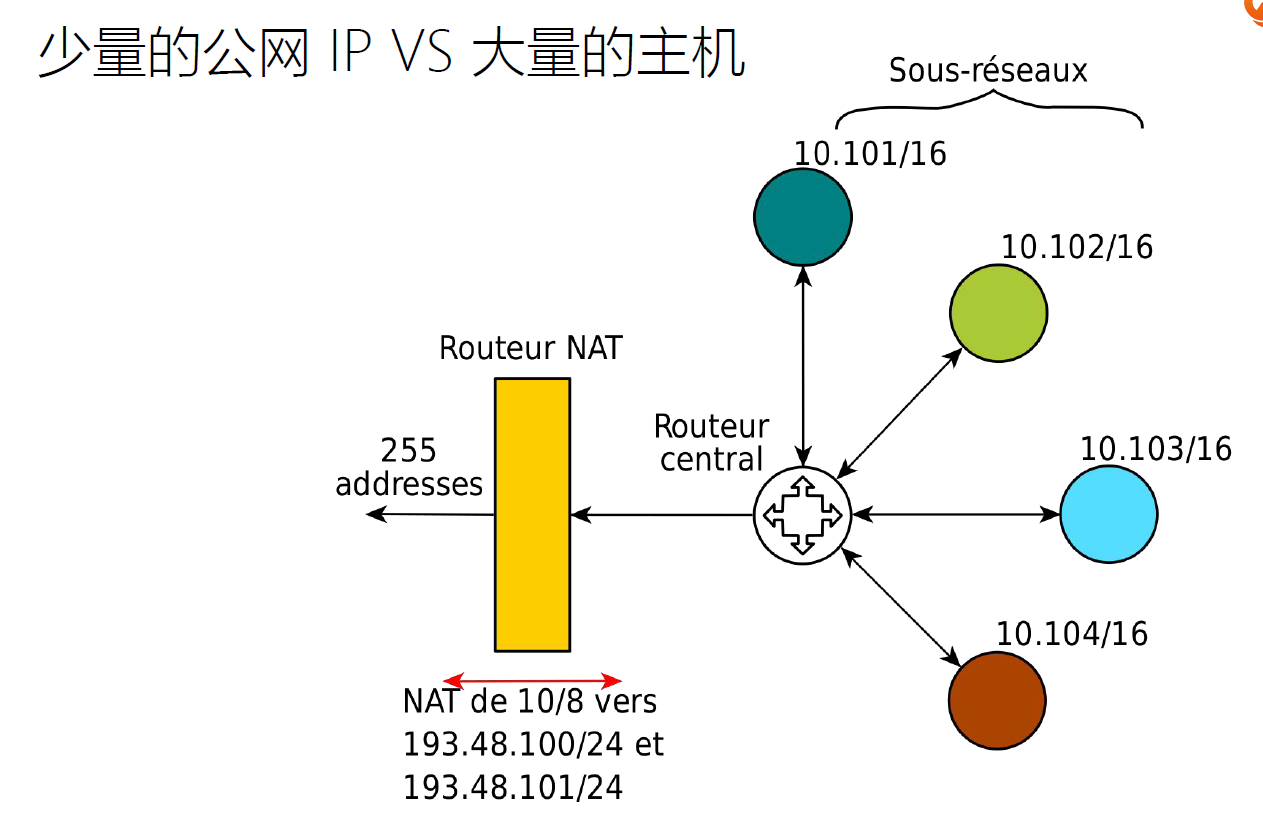 少量的公网 IP VS 大量的主机
Sous-réseaux
10.101/16
10.102/16
Routeur NAT
Routeur
central
255
addresses
10.103/16
10.104/16
NAT de 10/8 vers
193.48.100/24 et
193.48.101/24